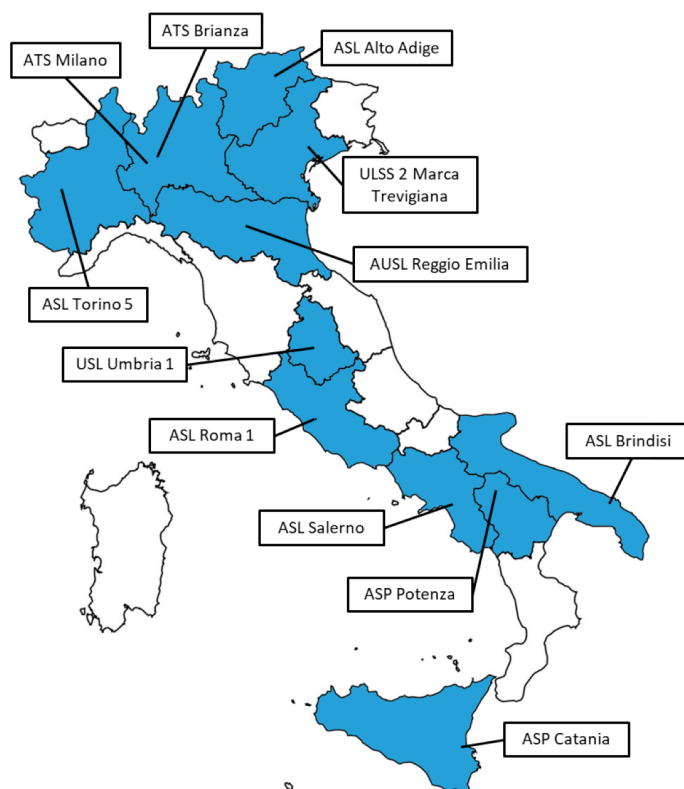 ATS Brianza
ATS Milano
ASL Alto Adige
ULSS 2 Marca
Trevigiana
AUSL Reggio Emilia
ASL Torino 5
USL Umbria 1
ASL Roma 1
ASL Brindisi
ASL Salerno
ASP Potenza
ASP Catania